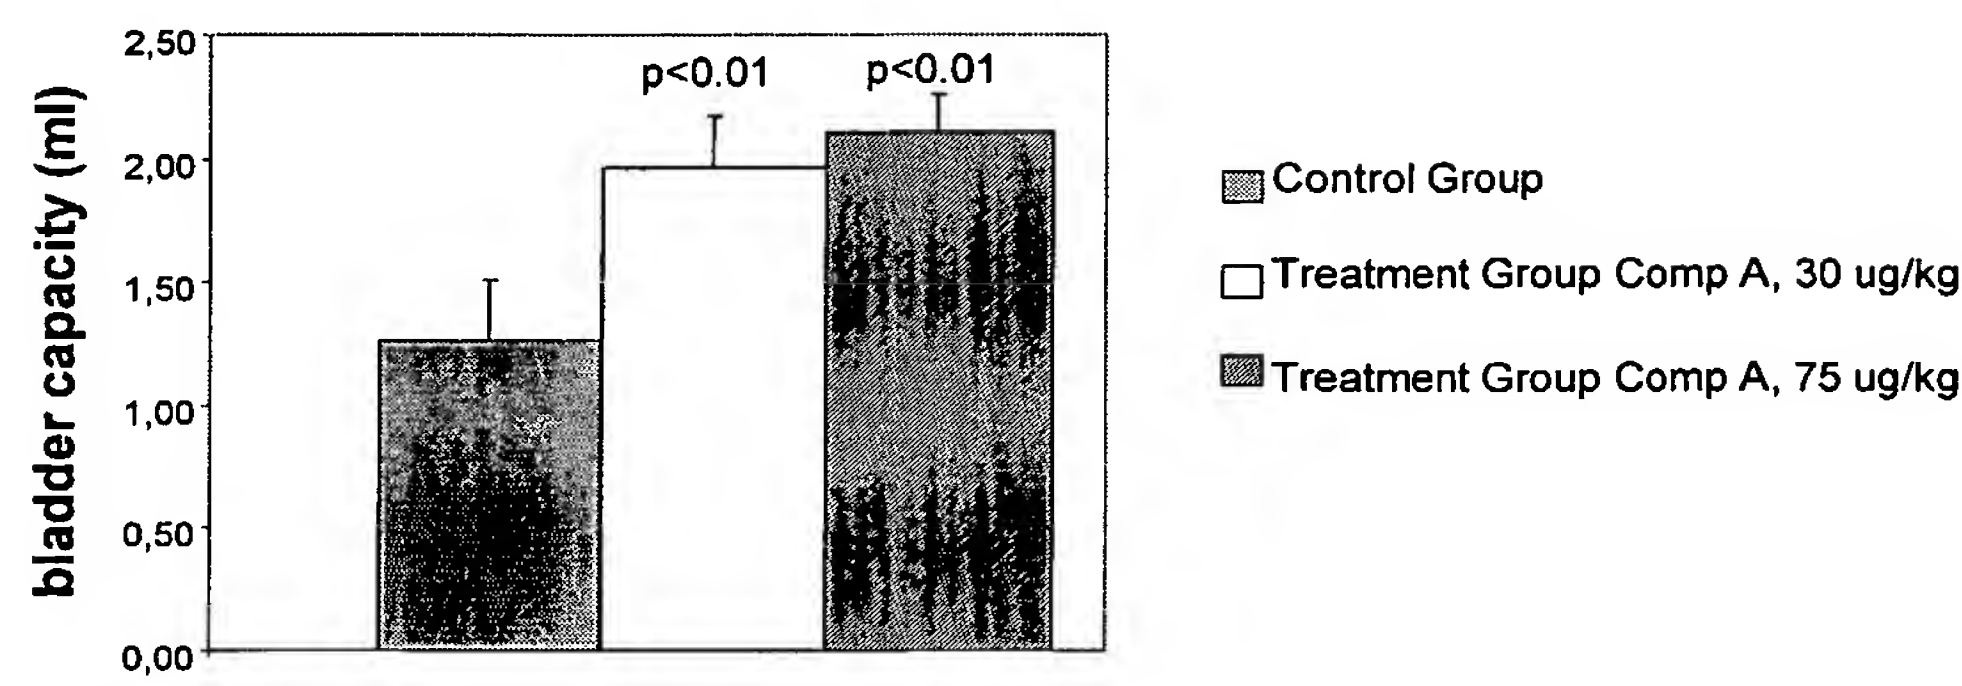 bladder capacity (ml)
2,50
2,00
1,50
1,00
0,50
0,00
p<0.01
p<0.01
Control Group
Treatment Group Comp A, 30 ug/kg
Treatment Group Comp A, 75 ug/kg